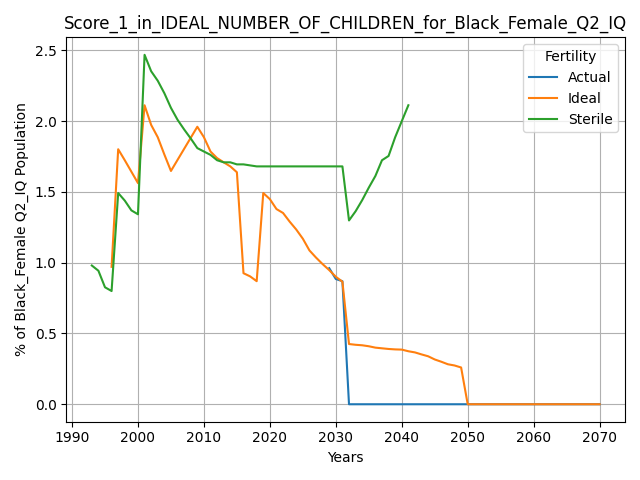 Score_1_in_IDEAL_NUMBER_OF_CHILDREN_for_Black_Female_Q2_IQ
Fertility
Actual
Ideal
Sterile
% of Black_Female Q2_IQ Population
2.5
2.0
1.5
1.0
0.5
0.0
1990 2000 2010 2020 2030 2040 2050 2060 2070
Years